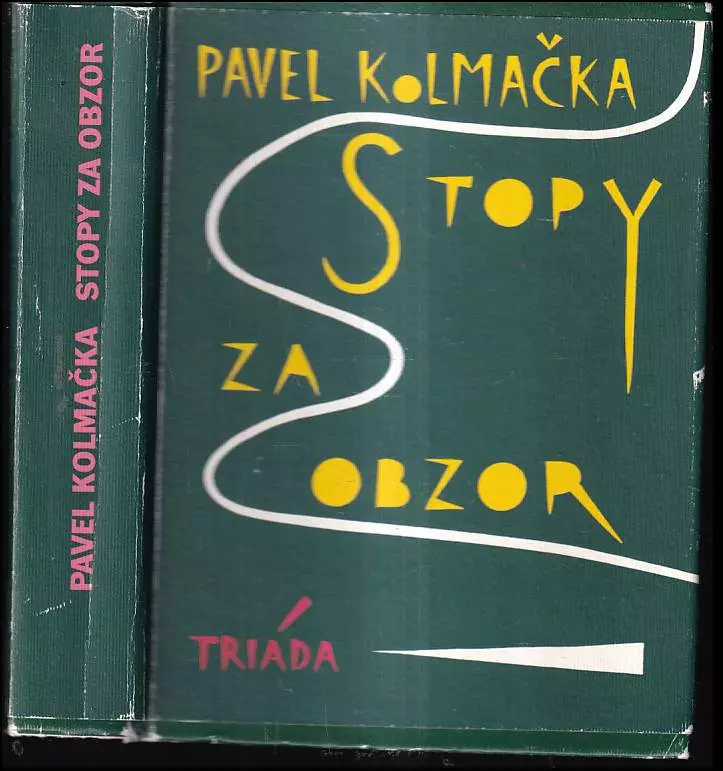 PAVEL KOLMAČKA STOPY ZA OBZOR
PAVEL KOLMAČKA
STOPY
ZA
OBZOR
TRIÁDA